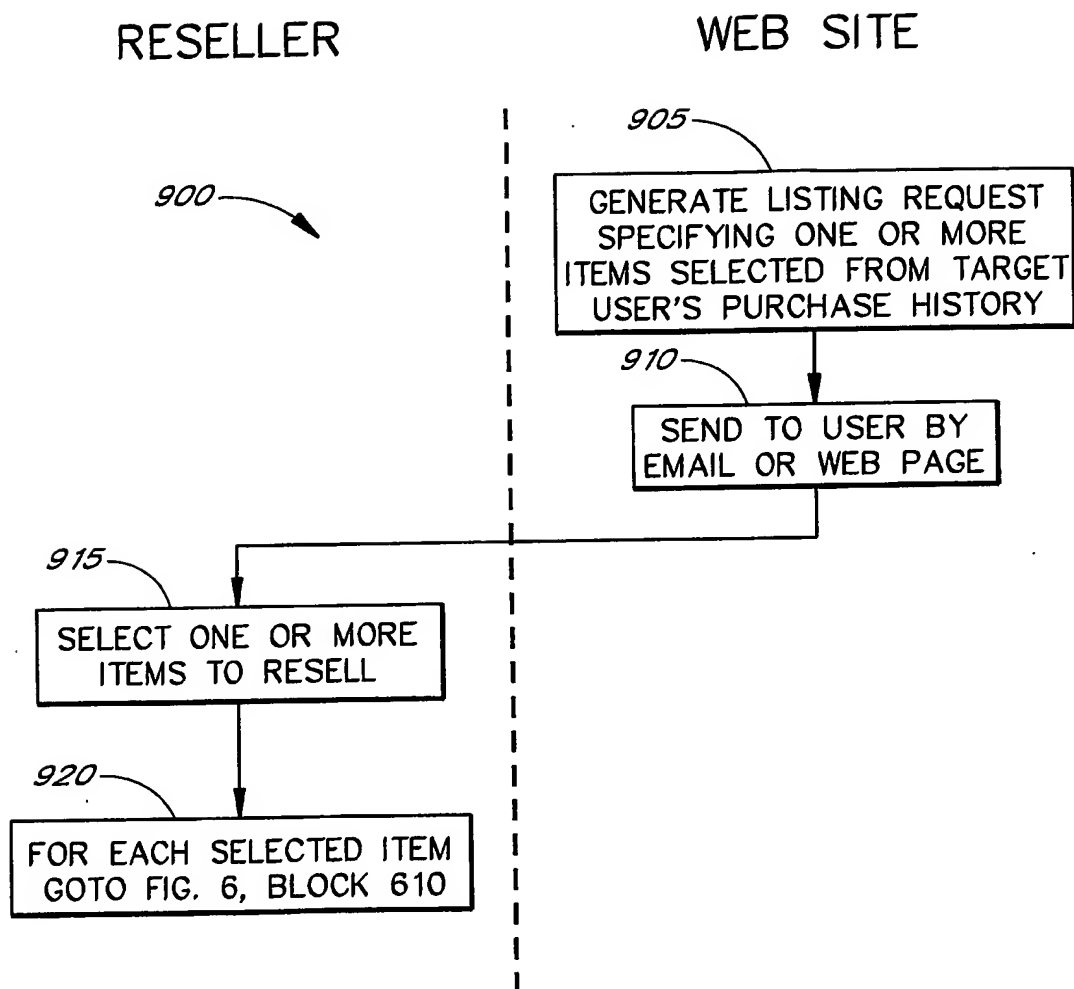 RESELLER
WEB SITE
900
905
GENERATE LISTING REQUEST
SPECIFYING ONE OR MORE
ITEMS SELECTED FROM TARGET
USER'S PURCHASE HISTORY
910
SEND TO USER BY
EMAIL OR WEB PAGE
915
SELECT ONE OR MORE
ITEMS TO RESELL
920
FOR EACH SELECTED ITEM
GOTO FIG. 6, BLOCK 610